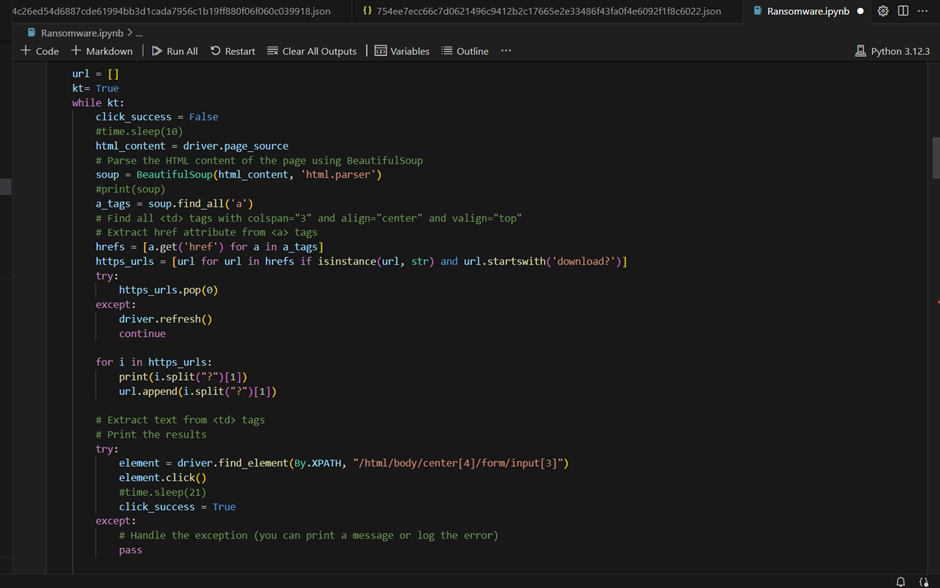 4c26ed54d6887cde61994bb3d1cada7956c1b19ff880f06f060c039918.json {} 754ee7ecc66c7d0621496c9412b2c17665e2e33486f43fa0f4e6092f1f8c6022.json Ransomware.ipynb
Ransomware.ipynb > ...
+ Code + Markdown | Run All Restart Clear All Outputs | Variables Outline ... Python 3.12.3
url = []
kt= True
while kt:
    click_success = False
    #time.sleep(10)
    html_content = driver.page_source
    # Parse the HTML content of the page using BeautifulSoup
    soup = BeautifulSoup(html_content, 'html.parser')
    #print(soup)
    a_tags = soup.find_all('a')
    # Find all <td> tags with colspan="3" and align="center" and valign="top"
    # Extract href attribute from <a> tags
    hrefs = [a.get('href') for a in a_tags]
    https_urls = [url for url in hrefs if isinstance(url, str) and url.startswith('download?')]
    try:
        https_urls.pop(0)
    except:
        driver.refresh()
        continue
    for i in https_urls:
        print(i.split("?")[1])
        url.append(i.split("?")[1])
    # Extract text from <td> tags
    # Print the results
    try:
        element = driver.find_element(By.XPATH, "/html/body/center[4]/form/input[3]")
        element.click()
        #time.sleep(21)
        click_success = True
    except:
        # Handle the exception (you can print a message or log the error)
        pass